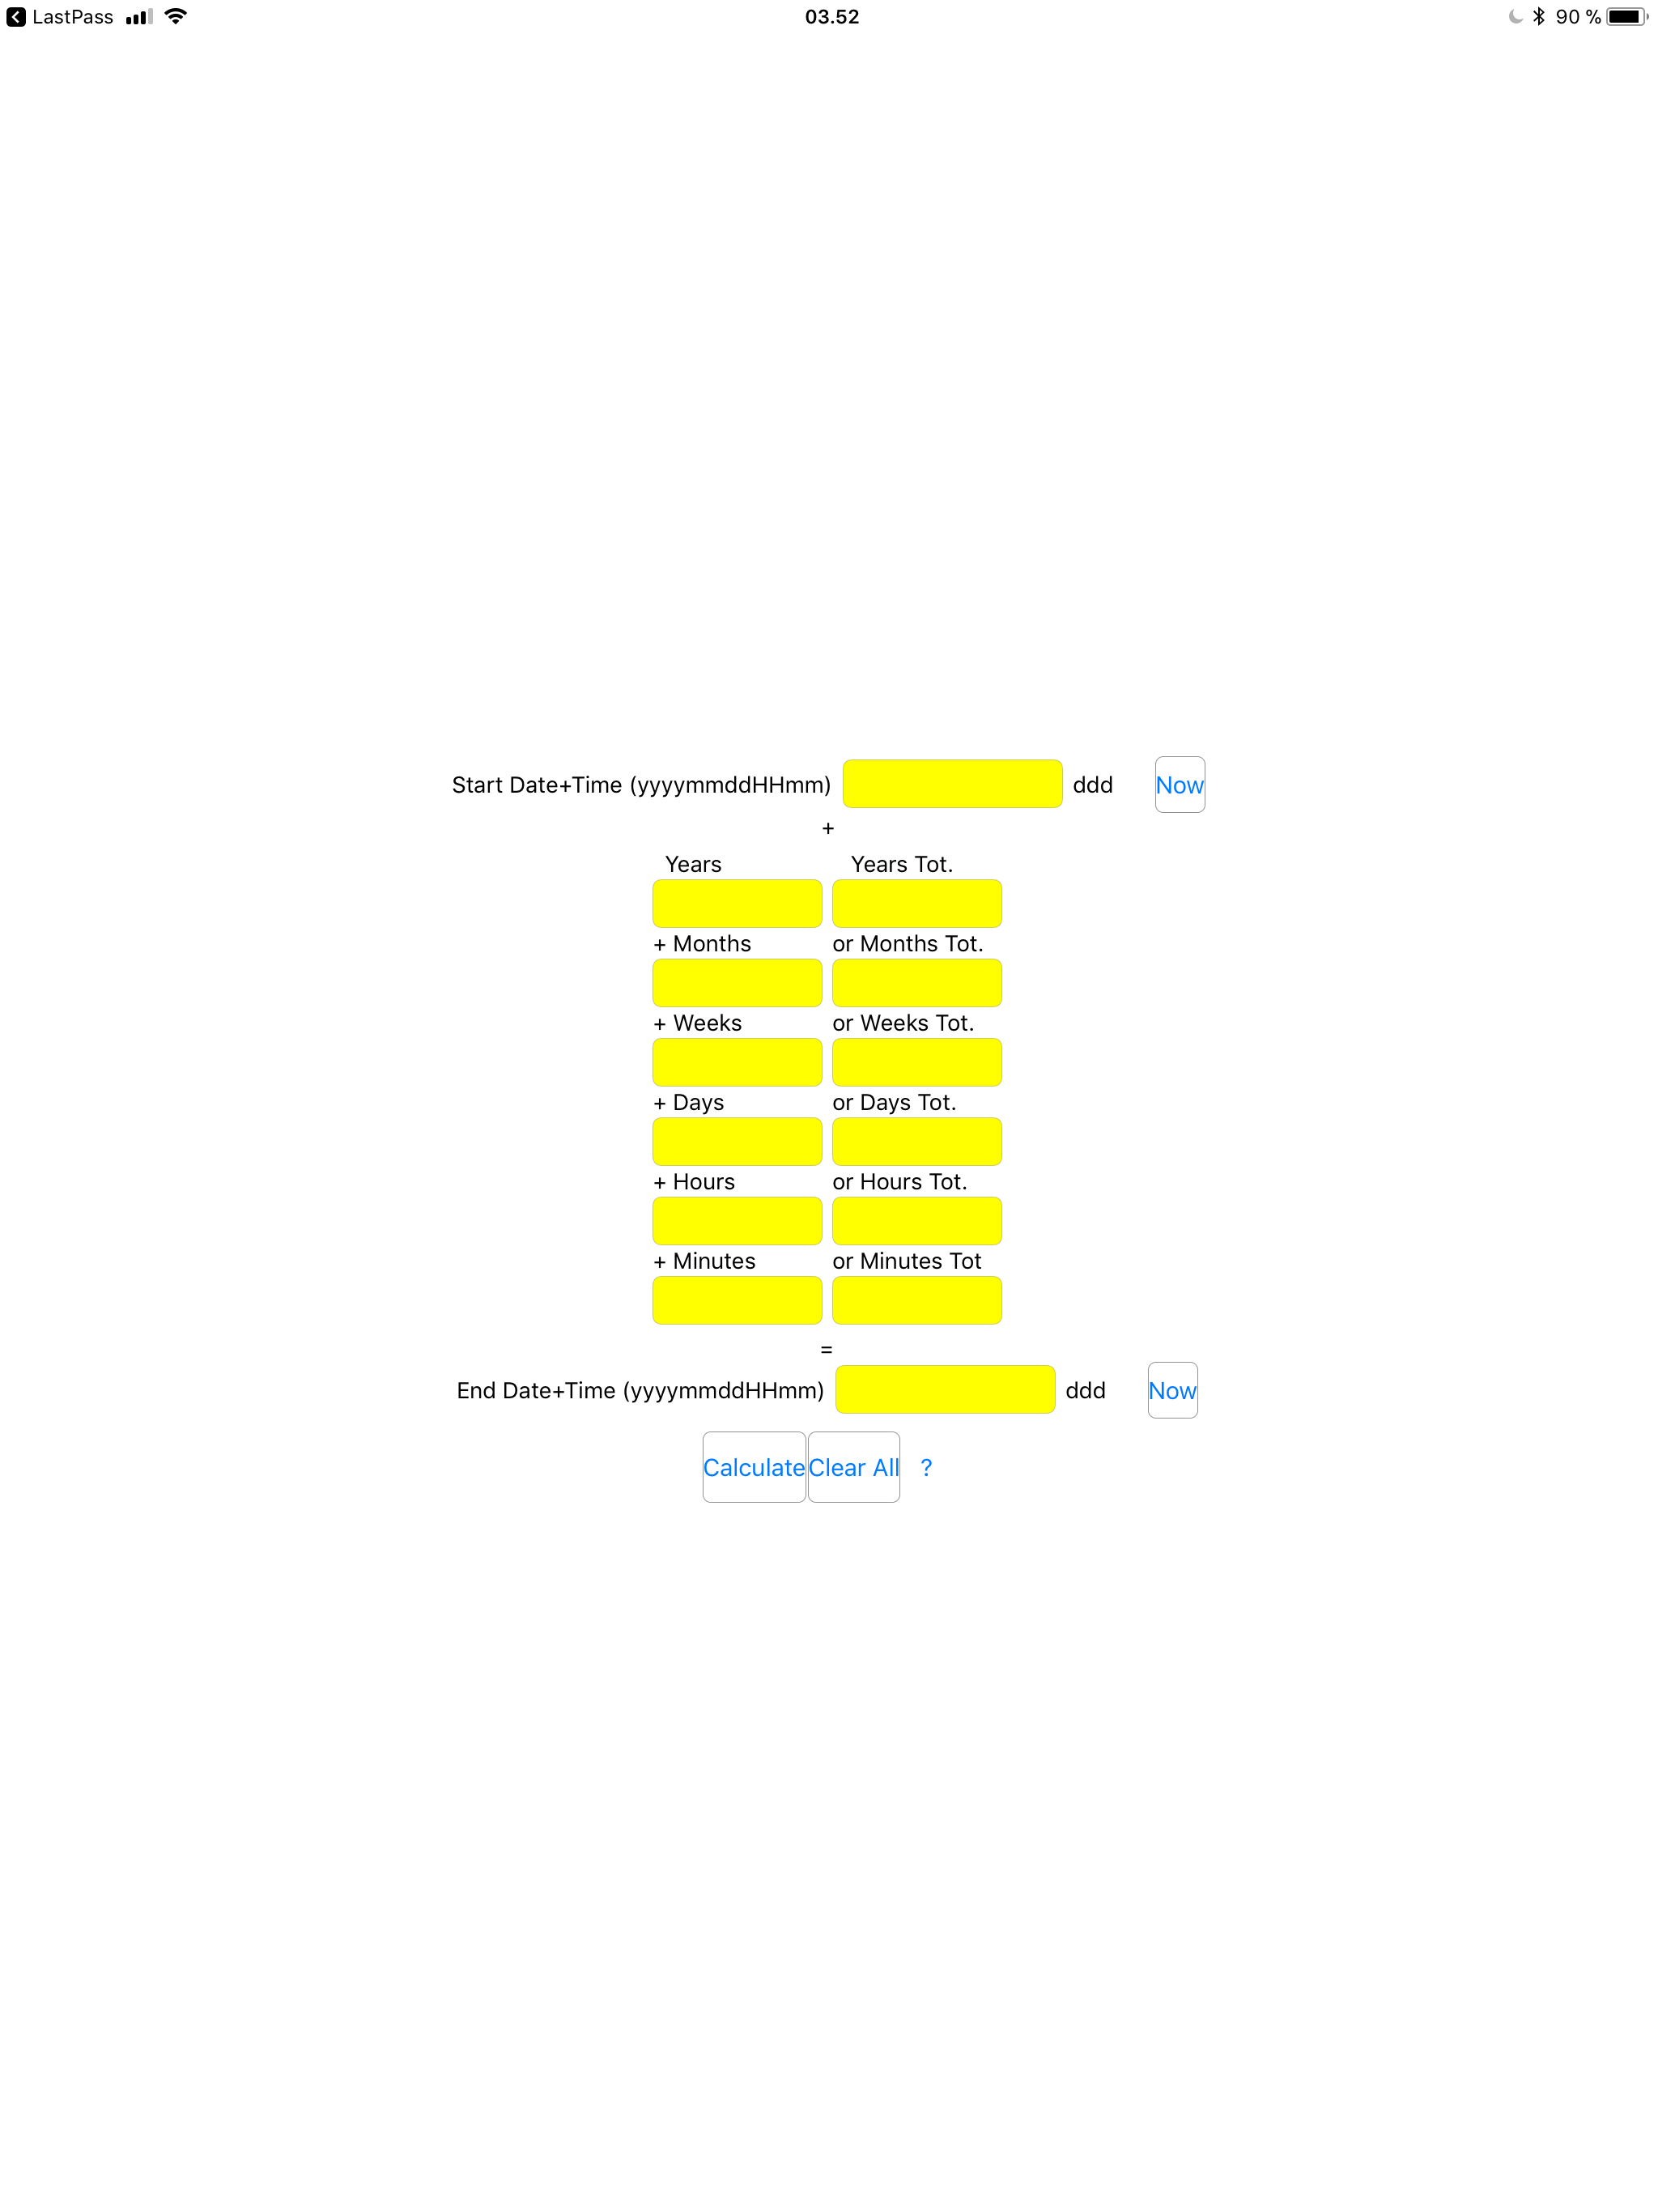 LastPass 03.52 90 %
Start Date+Time (yyyymmddHHmm) ddd Now
+
Years Years Tot.
+ Months or Months Tot.
+ Weeks or Weeks Tot.
+ Days or Days Tot.
+ Hours or Hours Tot.
+ Minutes or Minutes Tot
=
End Date+Time (yyyymmddHHmm) ddd Now
Calculate Clear All ?